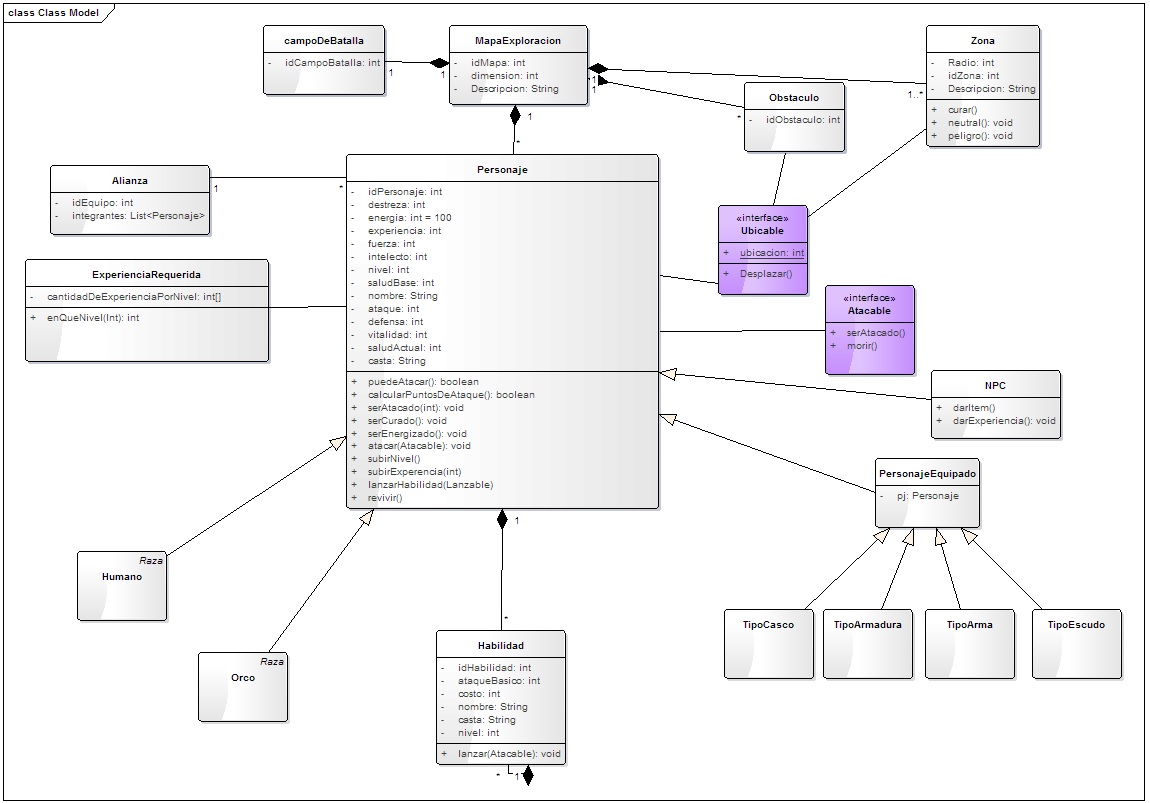 class Class Model
campoDeBatalla
- idCampoBatalla: int
1
1
MapaExploracion
- idMapa: int
- dimension: int
- Descripcion: String
1
1
1
*
Zona
- Radio: int
- idZona: int
- Descripcion: String
+ curar()
+ neutral(): void
+ peligro(): void
1..*
Obstaculo
- idObstaculo: int
*
Alianza
- idEquipo: int
- integrantes: List<Personaje>
1
*
ExperienciaRequerida
- cantidadDeExperienciaPorNivel: int[]
+ enQueNivel(Int): int
Personaje
- idPersonaje: int
- destreza: int
- energia: int = 100
- experiencia: int
- fuerza: int
- intelecto: int
- nivel: int
- saludBase: int
- nombre: String
- ataque: int
- defensa: int
- vitalidad: int
- saludActual: int
- casta: String
+ puedeAtacar(): boolean
+ calcularPuntosDeAtaque(): boolean
+ serAtacado(int): void
+ serCurado(): void
+ serEnergizado(): void
+ atacar(Atacable): void
+ subirNivel()
+ subirExperencia(int)
+ lanzarHabilidad(Lanzable)
+ revivir()
«interface»
Ubicable
+ ubicacion: int
+ Desplazar()
«interface»
Atacable
+ serAtacado()
+ morir()
NPC
+ darItem()
+ darExperiencia(): void
PersonajeEquipado
- pj: Personaje
TipoCasco
TipoArmadura
TipoArma
TipoEscudo
Raza
Humano
Raza
Orco
1
*
Habilidad
- idHabilidad: int
- ataqueBasico: int
- costo: int
- nombre: String
- casta: String
- nivel: int
+ lanzar(Atacable): void
*
1